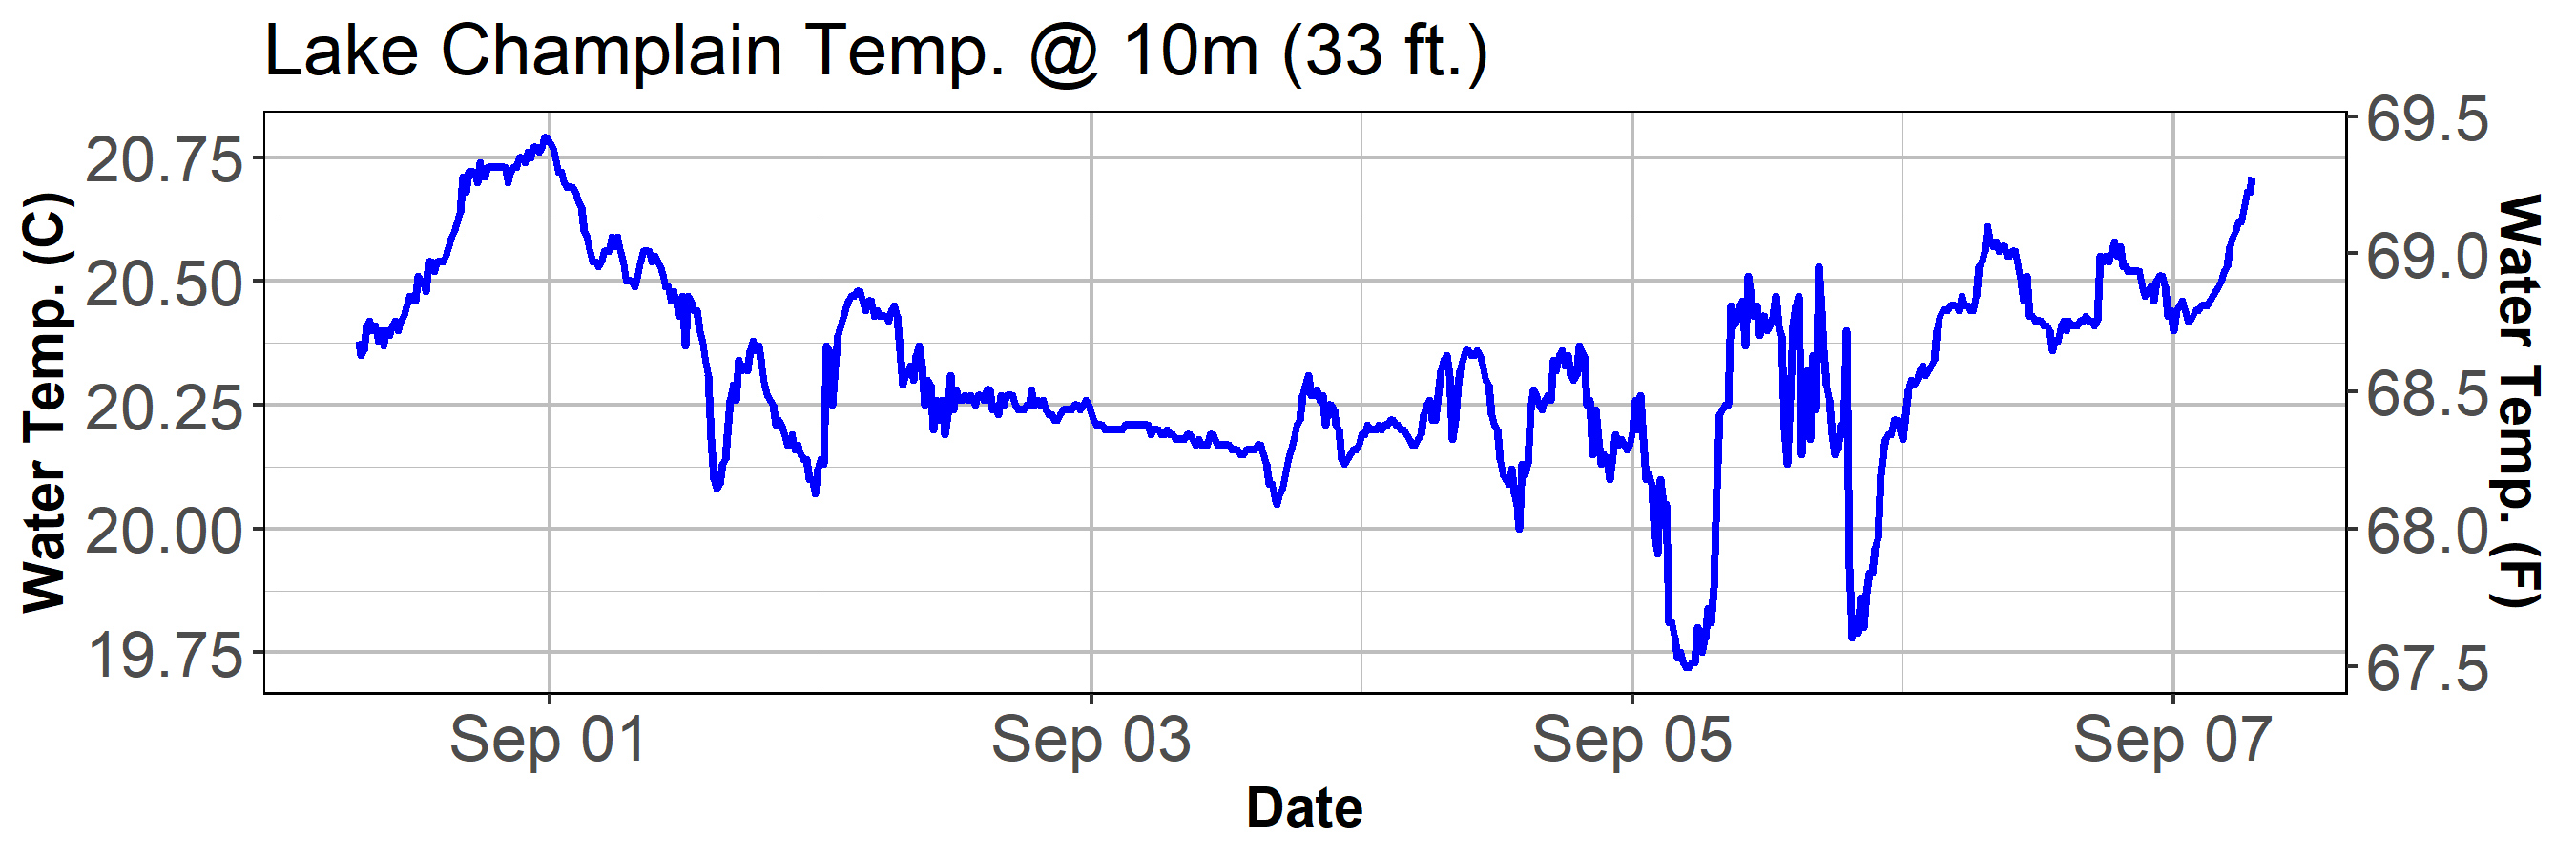 Lake Champlain Temp. @ 10m (33 ft.)
Water Temp. (C)
20.75
20.50
20.25
20.00
19.75
69.5
69.0
68.5
68.0
67.5
Water Temp. (F)
Sep 01 Sep 03 Sep 05 Sep 07
Date